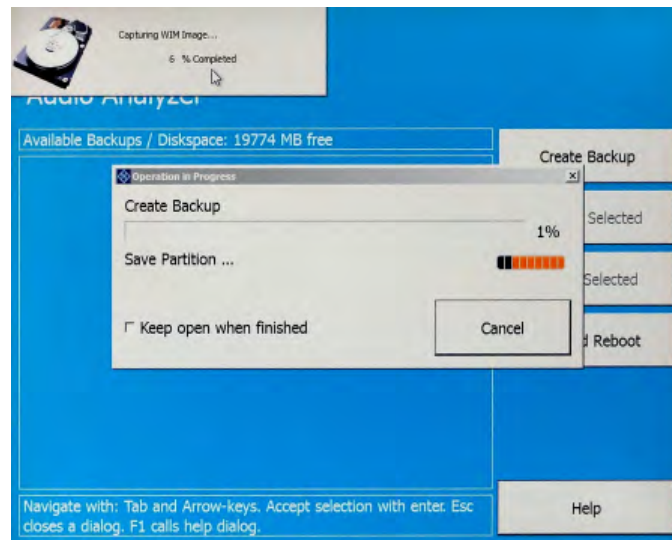 Capturing WIM Image...
6 % Completed
Audio Analyzer
Available Backups / Diskspace: 19774 MB free
Create Backup
Operation in Progress
Create Backup
1%
Selected
Save Partition ...
Selected
Keep open when finished
Cancel
Reboot
Navigate with: Tab and Arrow-keys. Accept selection with enter. Esc
closes a dialog. F1 calls help dialog.
Help